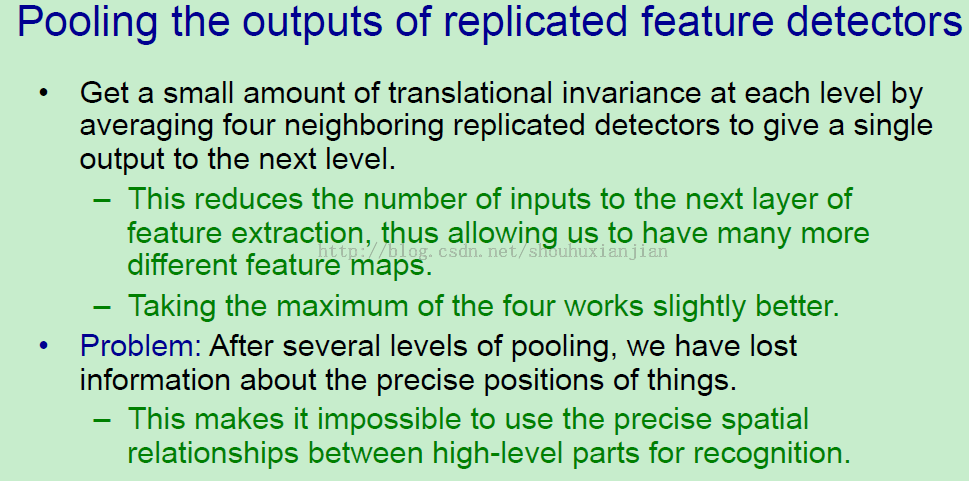 Pooling the outputs of replicated feature detectors
• Get a small amount of translational invariance at each level by
averaging four neighboring replicated detectors to give a single
output to the next level.
– This reduces the number of inputs to the next layer of
feature extraction, thus allowing us to have many more
http://blog.csdn.net/shouhuxianjian
different feature maps.
– Taking the maximum of the four works slightly better.
• Problem: After several levels of pooling, we have lost
information about the precise positions of things.
– This makes it impossible to use the precise spatial
relationships between high-level parts for recognition.